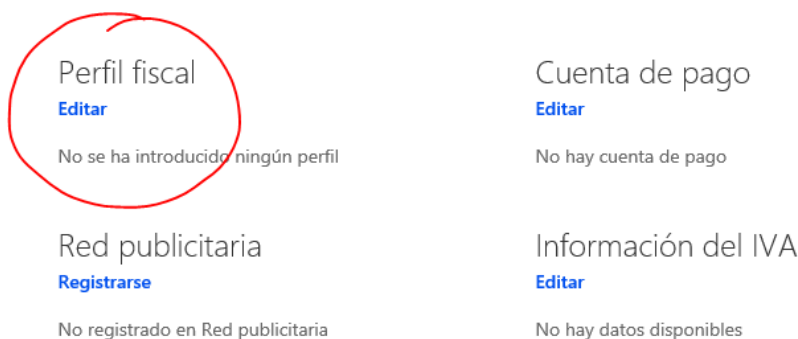 Perfil fiscal
Editar
No se ha introducido ningún perfil
Cuenta de pago
Editar
No hay cuenta de pago
Red publicitaria
Registrarse
No registrado en Red publicitaria
Información del IVA
Editar
No hay datos disponibles